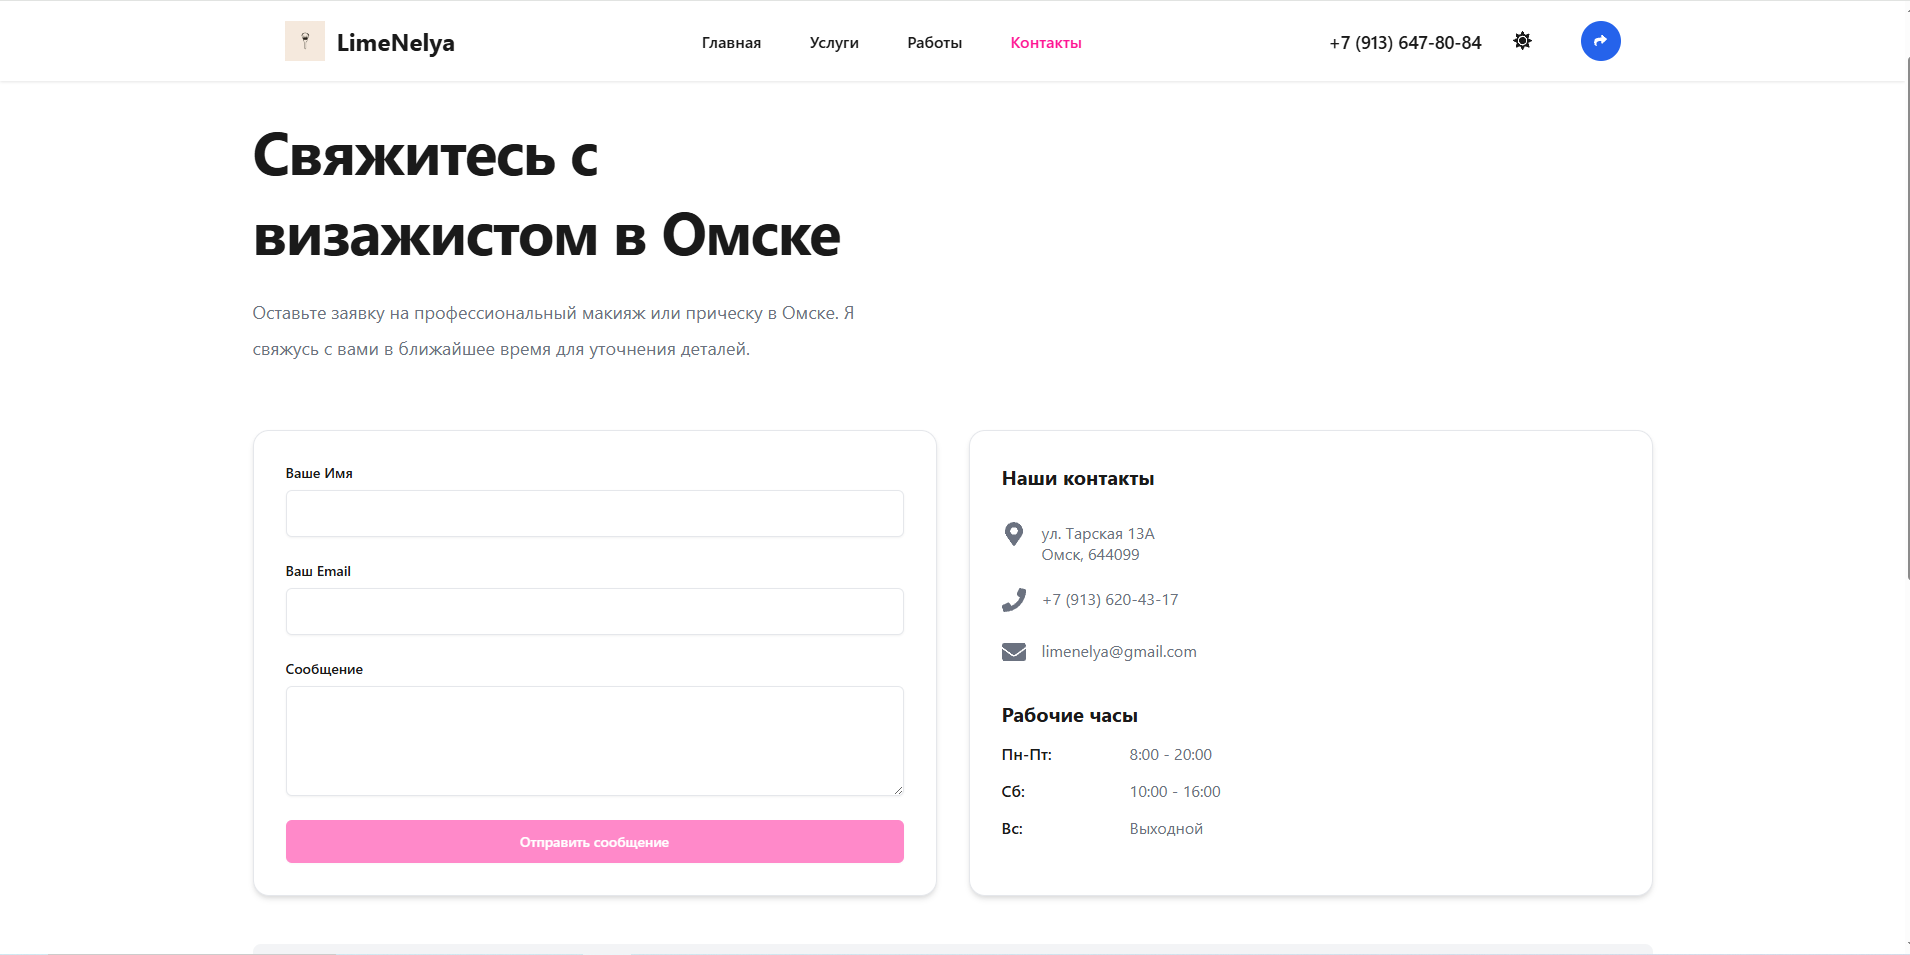 LimeNelya
Главная
Услуги
Работы
Контакты
+7 (913) 647-80-84
Свяжитесь с
визажистом в Омске
Оставьте заявку на профессиональный макияж или прическу в Омске. Я
свяжусь с вами в ближайшее время для уточнения деталей.
Ваше Имя
Ваш Email
Сообщение
Отправить сообщение
Наши контакты
ул. Тарская 13А
Омск, 644099
+7 (913) 620-43-17
limenelya@gmail.com
Рабочие часы
Пн-Пт: 8:00 - 20:00
Сб: 10:00 - 16:00
Вс: Выходной